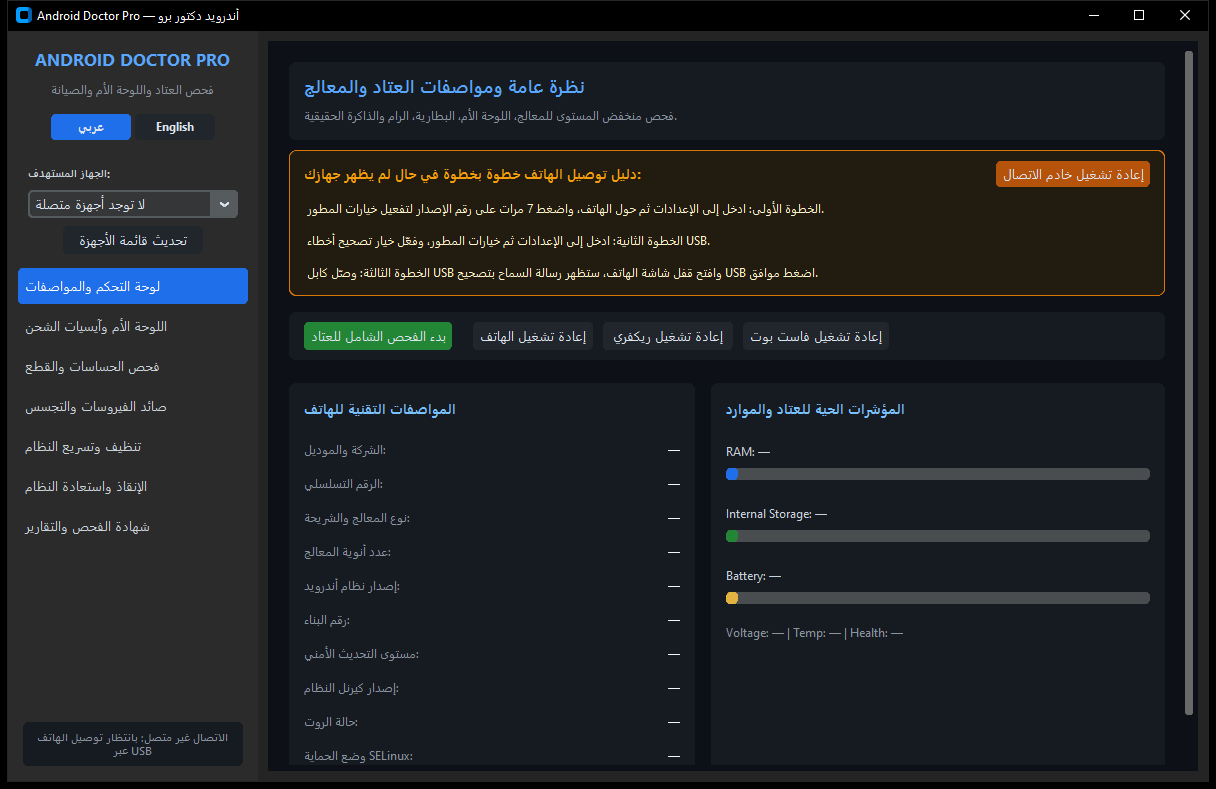 Android Doctor Pro — أندرويد دكتور برو
ANDROID DOCTOR PRO
فحص العتاد واللوحة الأم والصيانة
عربي
English
الجهاز المستهدف:
لا توجد أجهزة متصلة
تحديث قائمة الأجهزة
لوحة التحكم والمواصفات
اللوحة الأم وآيسيات الشحن
فحص الحساسات والقطع
صائد الفيروسات والتجسس
تنظيف وتسريع النظام
الإنقاذ واستعادة النظام
شهادة الفحص والتقارير
الاتصال غير متصل: بانتظار توصيل الهاتف
عبر USB
نظرة عامة ومواصفات العتاد والمعالج
فحص منخفض المستوى للمعالج، اللوحة الأم، البطارية، الرام والذاكرة الحقيقية.
دليل توصيل الهاتف خطوة بخطوة في حال لم يظهر جهازك:
إعادة تشغيل خادم الاتصال
الخطوة الأولى: ادخل إلى الإعدادات ثم حول الهاتف، واضغط 7 مرات على رقم الإصدار لتفعيل خيارات المطور.
الخطوة الثانية: ادخل إلى الإعدادات ثم خيارات المطور، وفعّل خيار تصحيح أخطاء USB.
الخطوة الثالثة: وصّل كابل USB وافتح قفل شاشة الهاتف، ستظهر رسالة السماح بتصحيح USB اضغط موافق.
بدء الفحص الشامل للعتاد
إعادة تشغيل الهاتف
إعادة تشغيل ريكفري
إعادة تشغيل فاست بوت
المواصفات التقنية للهاتف
الشركة والموديل: —
الرقم التسلسلي: —
نوع المعالج والشريحة: —
عدد أنوية المعالج: —
إصدار نظام أندرويد: —
رقم البناء: —
مستوى التحديث الأمني: —
إصدار كيرنل النظام: —
حالة الروت: —
وضع الحماية SELinux: —
المؤشرات الحية للعتاد والموارد
RAM: —
Internal Storage: —
Battery: —
Voltage: — | Temp: — | Health: —